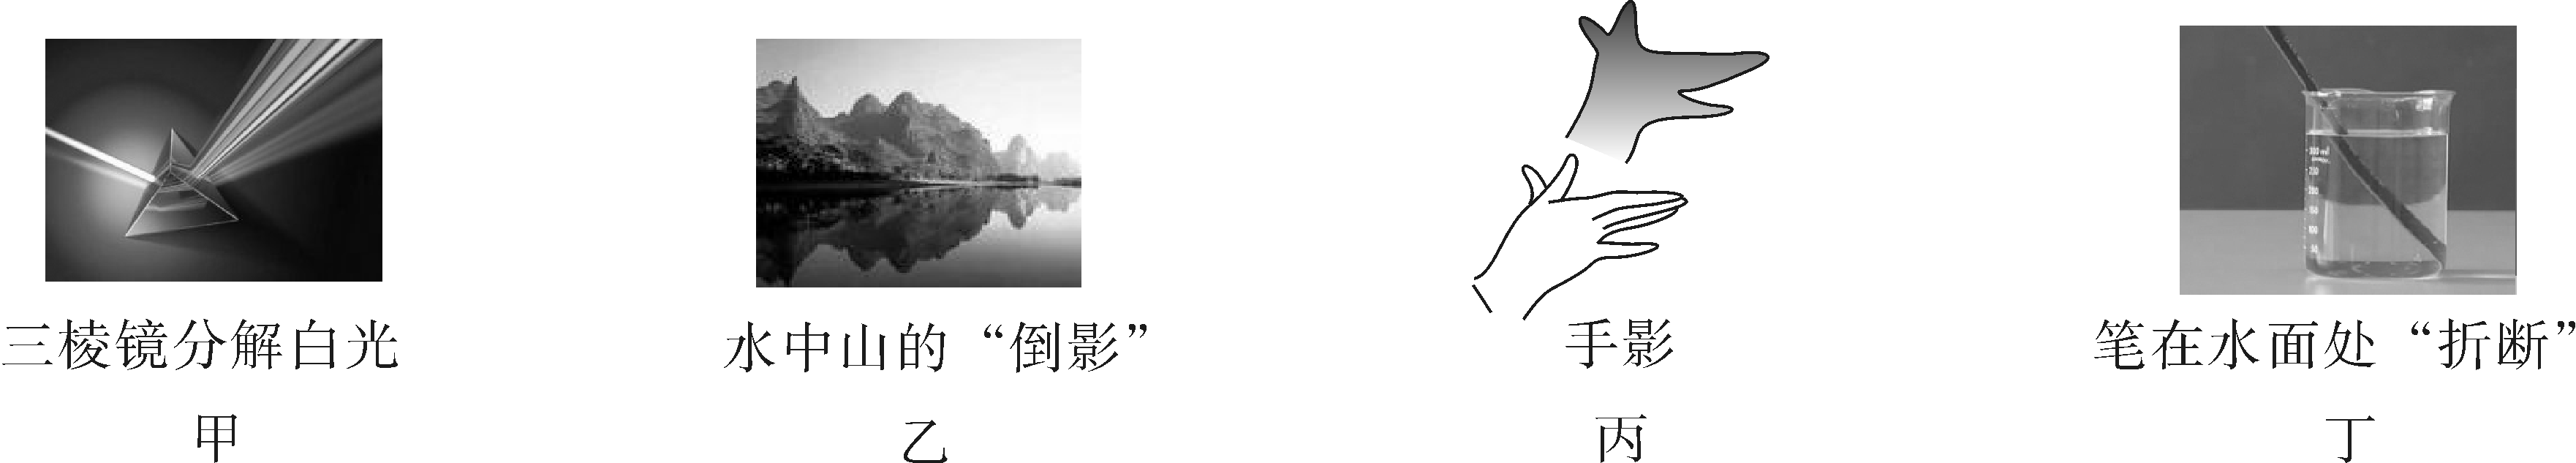 三棱镜分解白光
甲
水中山的“倒影”
乙
手影
丙
笔在水面处“折断”
丁